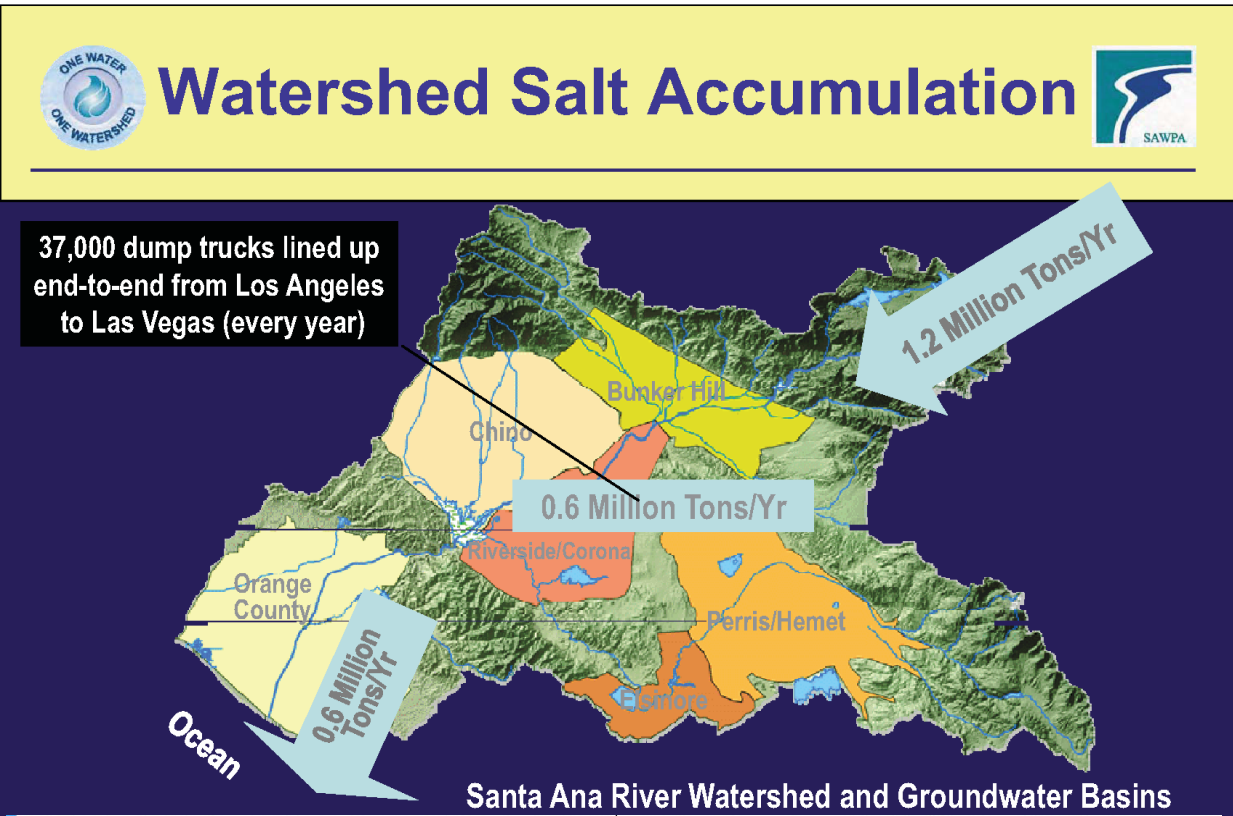 ONE WATER
ONE WATERSHED
Watershed Salt Accumulation
SAWPA
37,000 dump trucks lined up
end-to-end from Los Angeles
to Las Vegas (every year)
1.2 Million Tons/Yr
Bunker Hill
Chino
0.6 Million Tons/Yr
Riverside/Corona
Orange
County
Perris/Hemet
0.6 Million
Tons/Yr
Elsinore
Ocean
Santa Ana River Watershed and Groundwater Basins